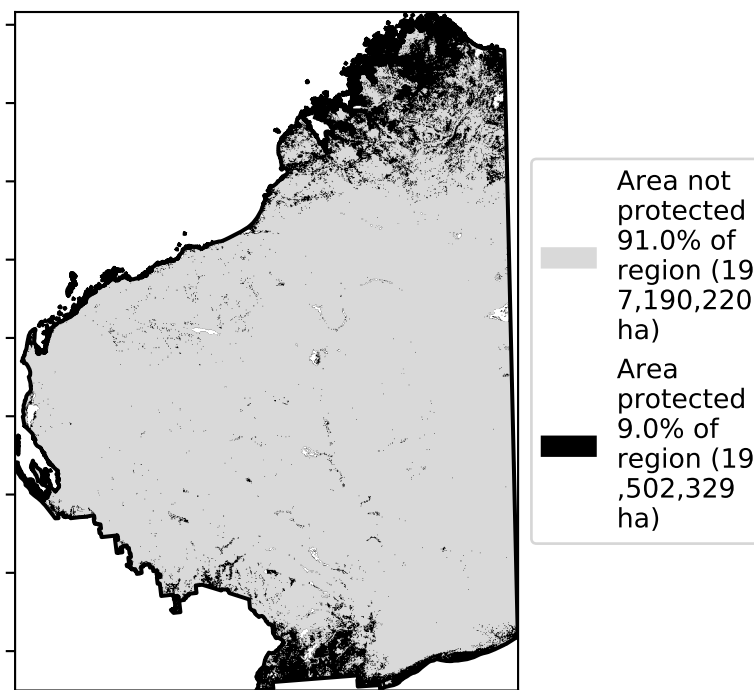 Area not
protected
91.0% of
region (19
7,190,220
ha)
Area
protected
9.0% of
region (19
,502,329
ha)